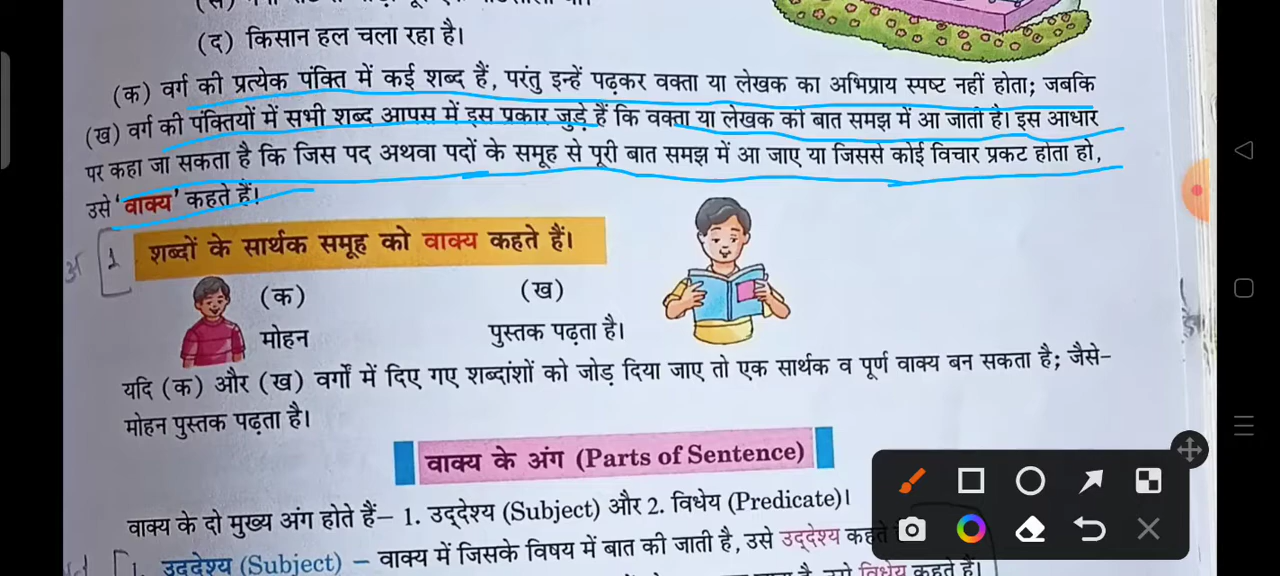 (द) किसान हल चला रहा है।
(क) वर्ग की प्रत्येक पंक्ति में कई शब्द हैं, परंतु इन्हें पढ़कर वक्ता या लेखक का अभिप्राय स्पष्ट नहीं होता; जबकि
(ख) वर्ग की पंक्तियों में सभी शब्द आपस में इस प्रकार जुड़े हैं कि वक्ता या लेखक की बात समझ में आ जाती है। इस आधार
पर कहा जा सकता है कि जिस पद अथवा पदों के समूह से पूरी बात समझ में आ जाए या जिससे कोई विचार प्रकट होता हो,
उसे 'वाक्य' कहते हैं।
1 शब्दों के सार्थक समूह को वाक्य कहते हैं।
(क) (ख)
मोहन पुस्तक पढ़ता है।
यदि (क) और (ख) वर्गों में दिए गए शब्दांशों को जोड़ दिया जाए तो एक सार्थक व पूर्ण वाक्य बन सकता है; जैसे–
मोहन पुस्तक पढ़ता है।
वाक्य के अंग (Parts of Sentence)
वाक्य के दो मुख्य अंग होते हैं– 1. उद्देश्य (Subject) और 2. विधेय (Predicate)।
1. उद्देश्य (Subject) – वाक्य में जिसके विषय में बात की जाती है, उसे उद्देश्य कहते
विधेय कहते हैं।